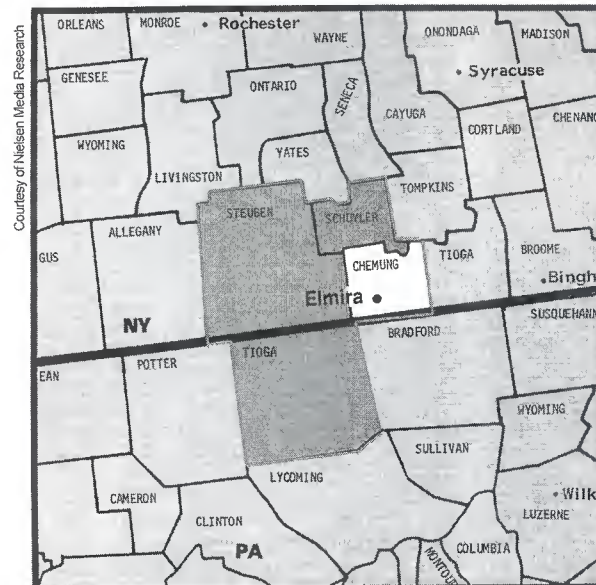 Courtesy of Nielsen Media Research
ORLEANS
MONROE
Rochester
WAYNE
ONONDAGA
MADISON
GENESEE
ONTARIO
SENECA
Syracuse
CAYUGA
CORTLAND
CHENANG
WYOMING
LIVINGSTON
YATES
TOMPKINS
STEUBEN
SCHUYLER
ALLEGANY
GUS
CHEMUNG
TIOGA
BROOME
Elmira
Bingh
NY
SUSQUEHANN
BRADFORD
TIOGA
POTTER
EAN
WYOMING
SULLIVAN
LYCOMING
CAMERON
Wilk
CLINTON
LUZERNE
PA
MONTOUR
COLUMBIA